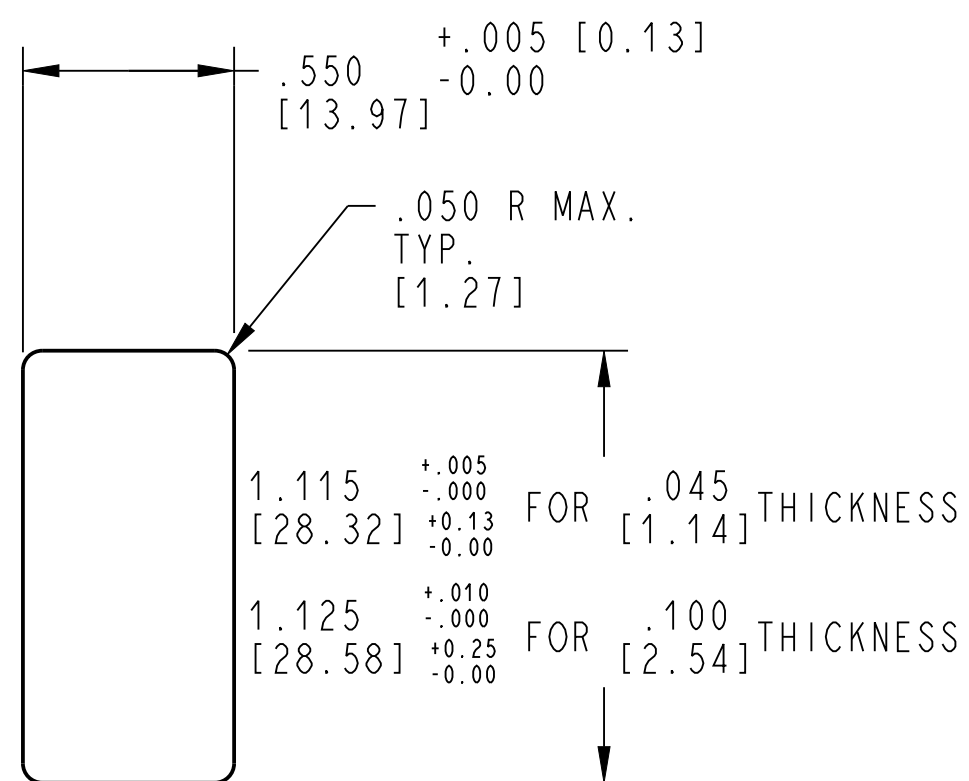 +.005 [0.13]
.550 -0.00
[13.97]
.050 R MAX.
TYP.
[1.27]
+.005
1.115 -.000 FOR .045 THICKNESS
[28.32] +0.13 [1.14]
-0.00
+.010
1.125 -.000 FOR .100 THICKNESS
[28.58] +0.25 [2.54]
-0.00